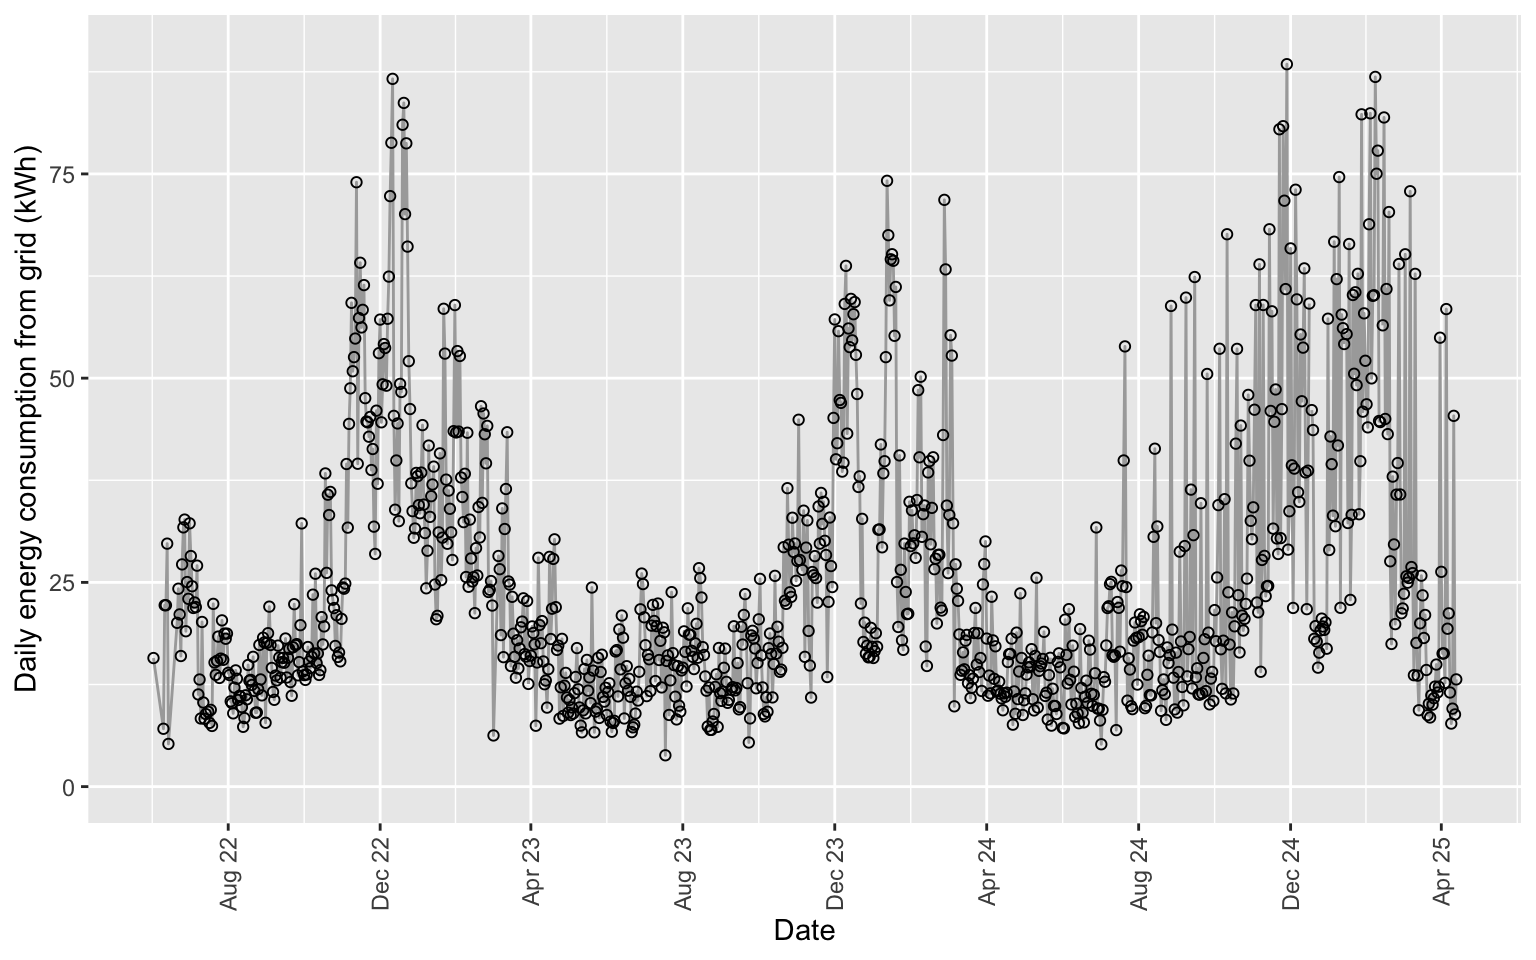 Daily energy consumption from grid (kWh)
75
50
25
0
Aug 22
Dec 22
Apr 23
Aug 23
Dec 23
Apr 24
Aug 24
Dec 24
Apr 25
Date